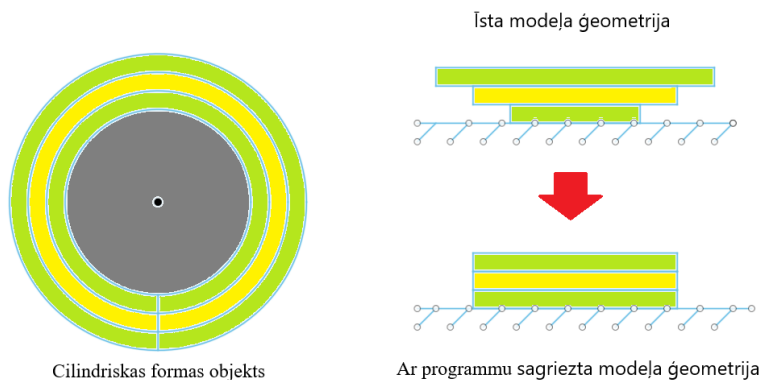 Īsta modeļa ģeometrija
Cilindriskas formas objekts
Ar programmu sagriezta modeļa ģeometrija